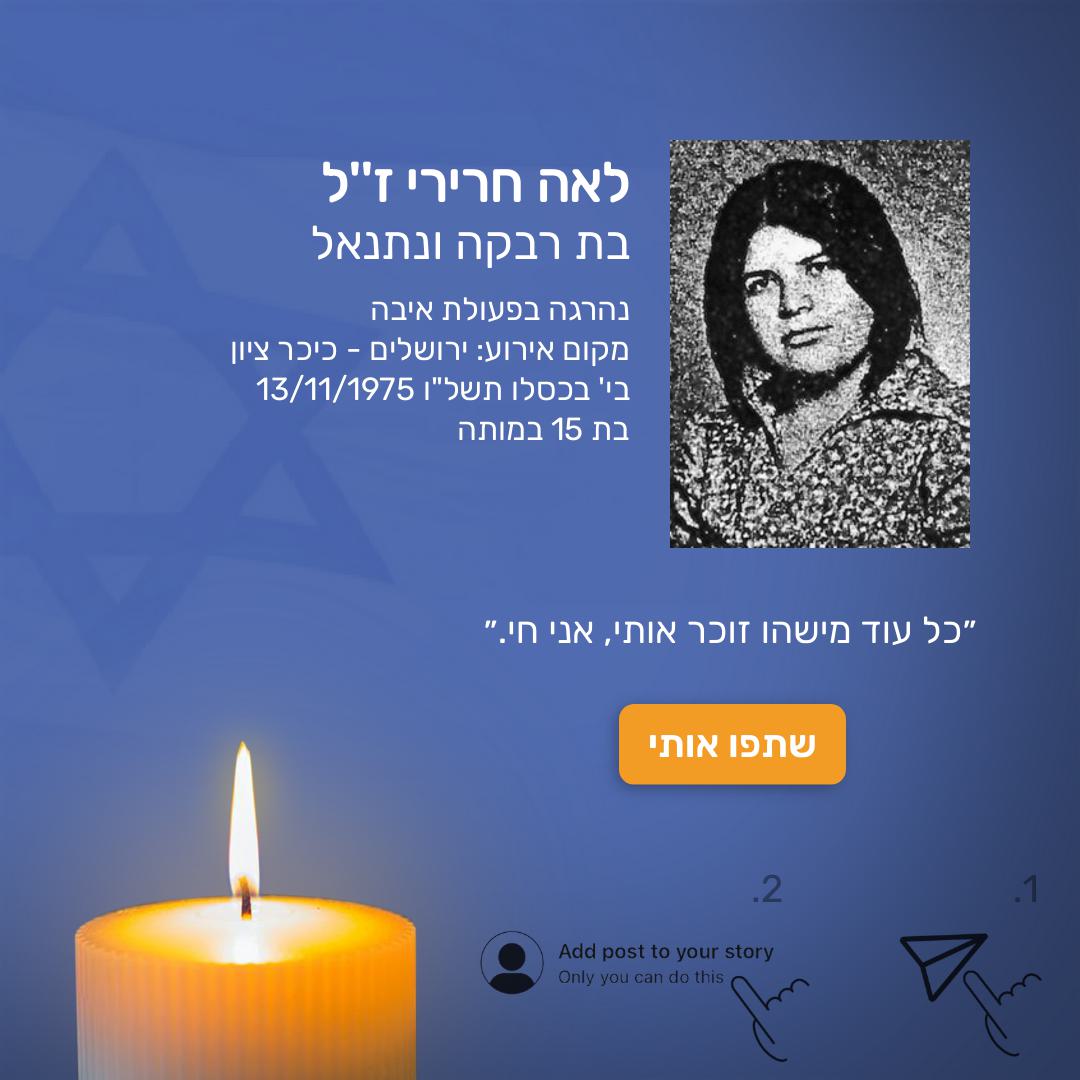 לאה חרירי ז"ל
בת רבקה ונתנאל
נהרגה בפעולת איבה
מקום אירוע: ירושלים - כיכר ציון
בי' בכסלו תשל"ו 13/11/1975
בת 15 במותה
״כל עוד מישהו זוכר אותי, אני חי.״
שתפו אותי
1.
2.
Add post to your story
Only you can do this